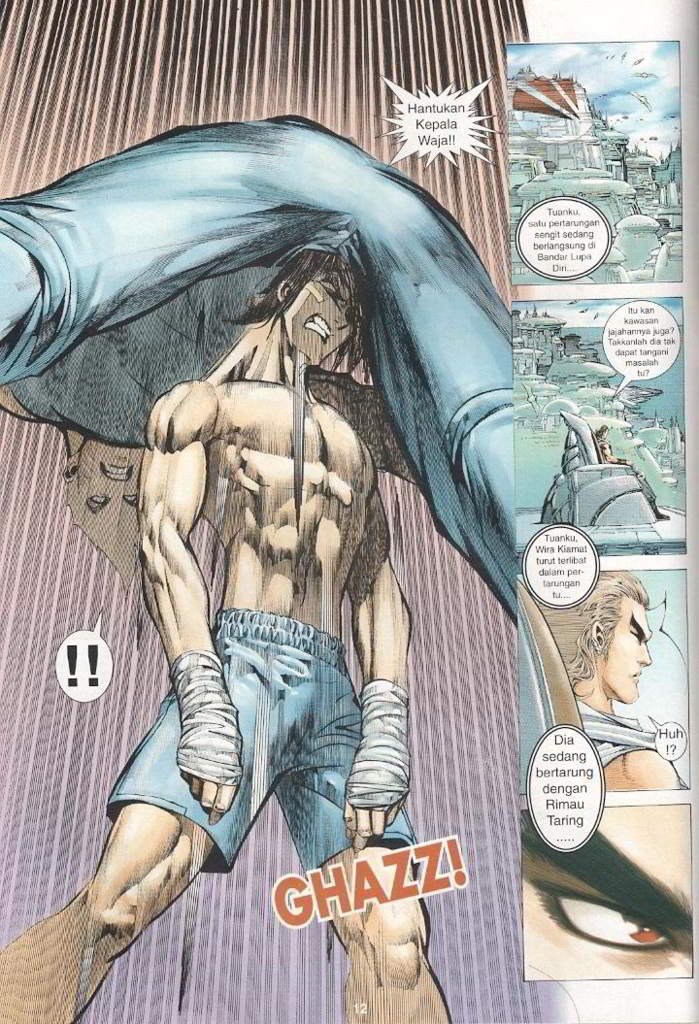 Hantukan
Kepala
Waja!!
!!
GHAZZ!
Tuanku,
satu pertarungan
sengit sedang
berlangsung di
Bandar Lupa
Diri....
Itu kan
kawasan
jajahannya juga?
Takkanlah dia tak
dapat tangani
masalah
tu?
Tuanku,
Wira Kiamat
turut terlibat
dalam per-
tarungan
tu....
Huh
!?
Dia
sedang
bertarung
dengan
Rimau
Taring
.....
12